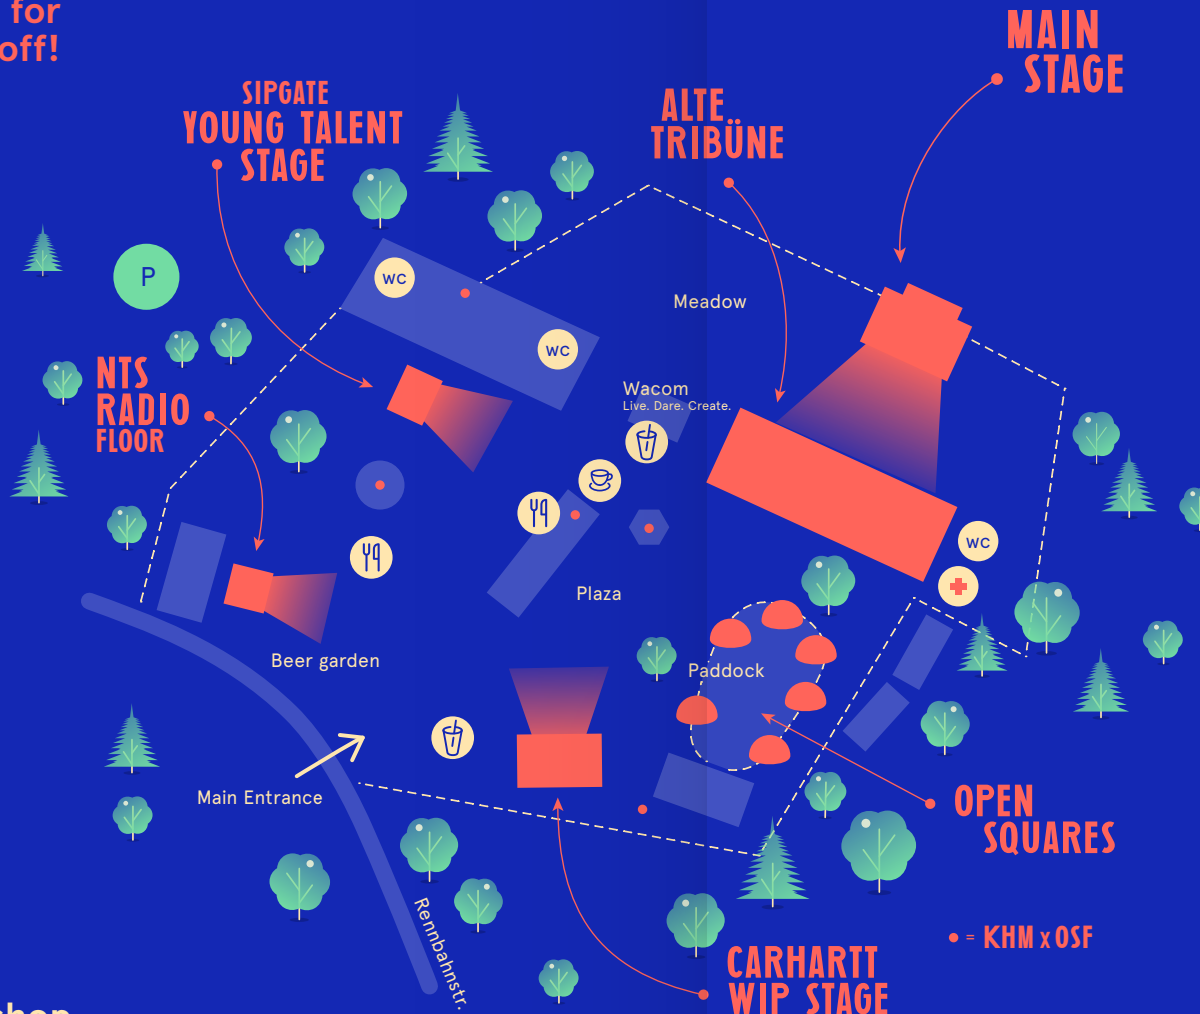 for
off!
MAIN
STAGE
SIPGATE
YOUNG TALENT
STAGE
ALTE
TRIBÜNE
P
WC
WC
Meadow
NTS
RADIO
FLOOR
Wacom
Live. Dare. Create.
WC
Plaza
Beer garden
Paddock
Main Entrance
OPEN
SQUARES
Rennbahnstr.
= KHM x OSF
CARHARTT
WIP STAGE